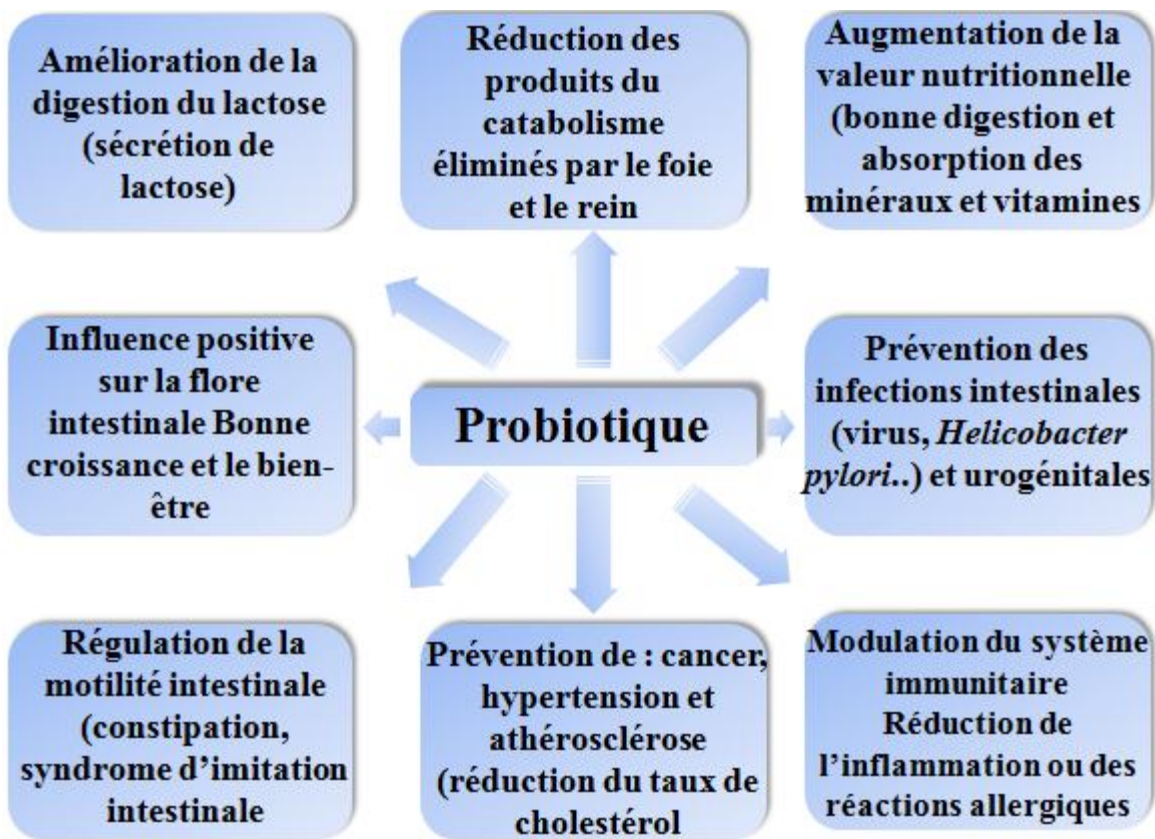 Amélioration de la
digestion du lactose
(sécrétion de
lactose)
Réduction des
produits du
catabolisme
éliminés par le foie
et le rein
Augmentation de la
valeur nutritionnelle
(bonne digestion et
absorption des
minéraux et vitamines
Influence positive
sur la flore
intestinale Bonne
croissance et le bien-
être
Probiotique
Prévention des
infections intestinales
(virus, Helicobacter
pylori..) et urogénitales
Régulation de la
motilité intestinale
(constipation,
syndrome d’imitation
intestinale
Prévention de : cancer,
hypertension et
athérosclérose
(réduction du taux de
cholestérol
Modulation du système
immunitaire
Réduction de
l’inflammation ou des
réactions allergiques